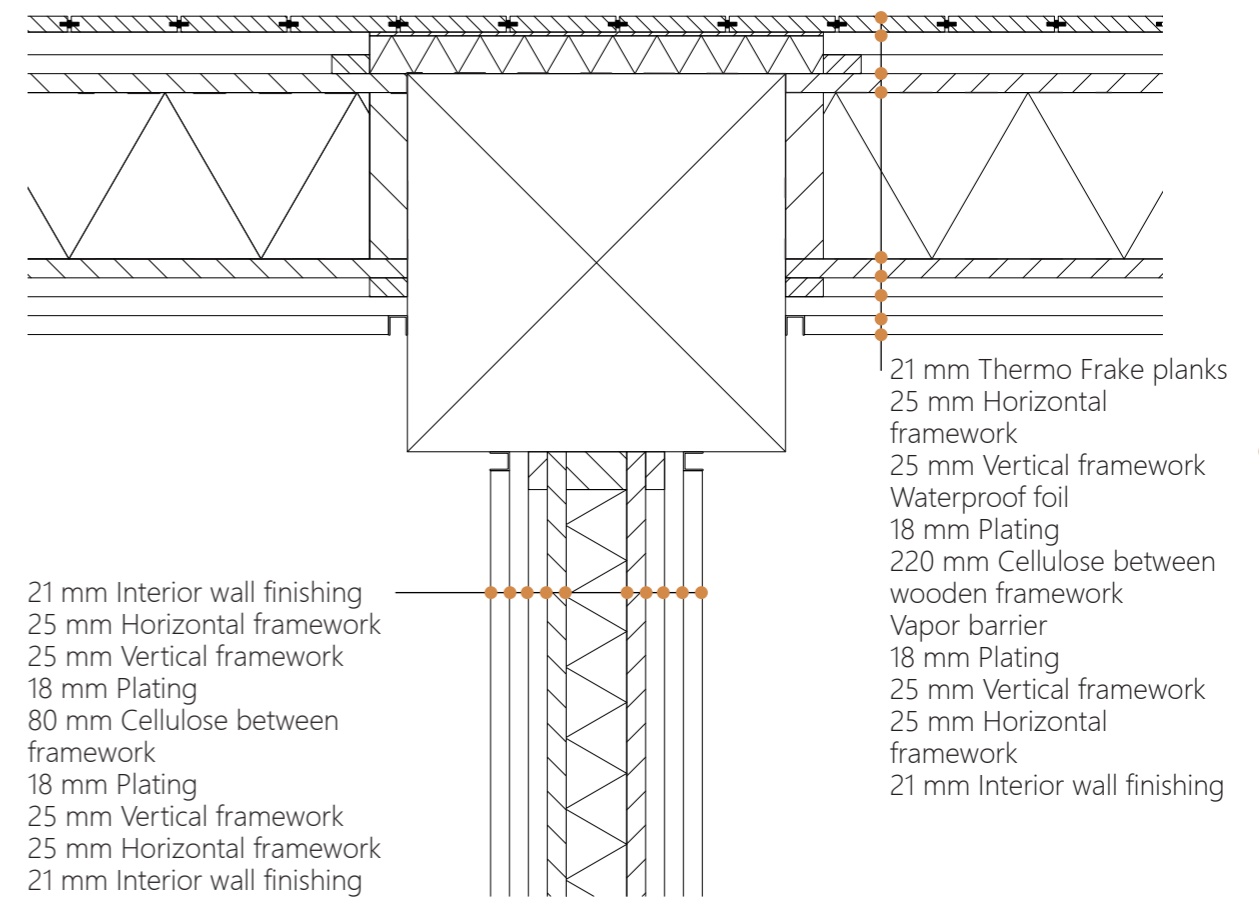 21 mm Thermo Frake planks
25 mm Horizontal
framework
25 mm Vertical framework
Waterproof foil
18 mm Plating
220 mm Cellulose between
wooden framework
Vapor barrier
18 mm Plating
25 mm Vertical framework
25 mm Horizontal
framework
21 mm Interior wall finishing
21 mm Interior wall finishing
25 mm Horizontal framework
25 mm Vertical framework
18 mm Plating
80 mm Cellulose between
framework
18 mm Plating
25 mm Vertical framework
25 mm Horizontal framework
21 mm Interior wall finishing